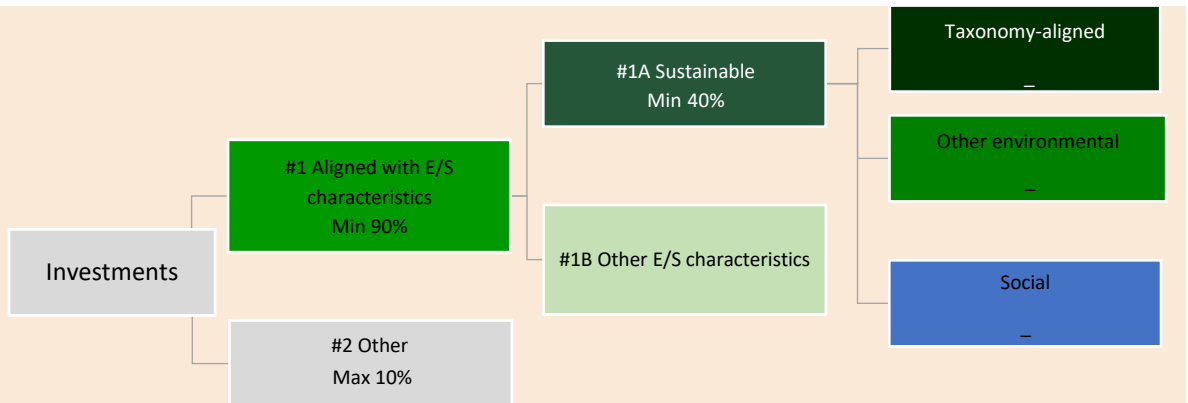 Investments
#1 Aligned with E/S
characteristics
Min 90%
#2 Other
Max 10%
#1A Sustainable
Min 40%
#1B Other E/S characteristics
Taxonomy-aligned
_
Other environmental
_
Social
_